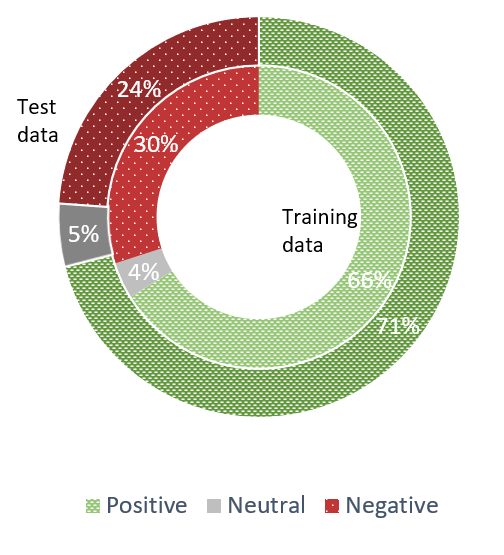 24%
Test
data
30%
Training
data
5%
4%
66%
71%
Positive Neutral Negative